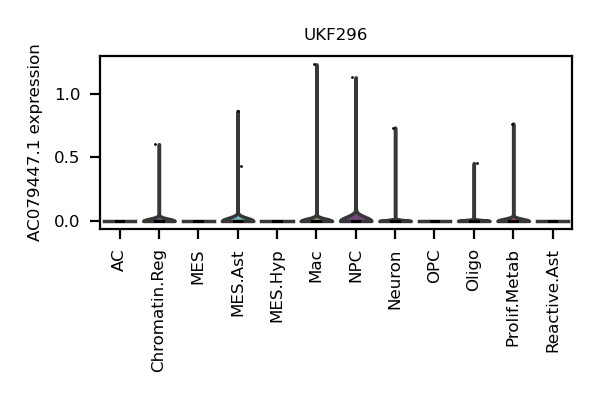 UKF296
AC079447.1 expression
1.0
0.5
0.0
AC
Chromatin.Reg
MES
MES.Ast
MES.Hyp
Mac
NPC
Neuron
OPC
Oligo
Prolif.Metab
Reactive.Ast